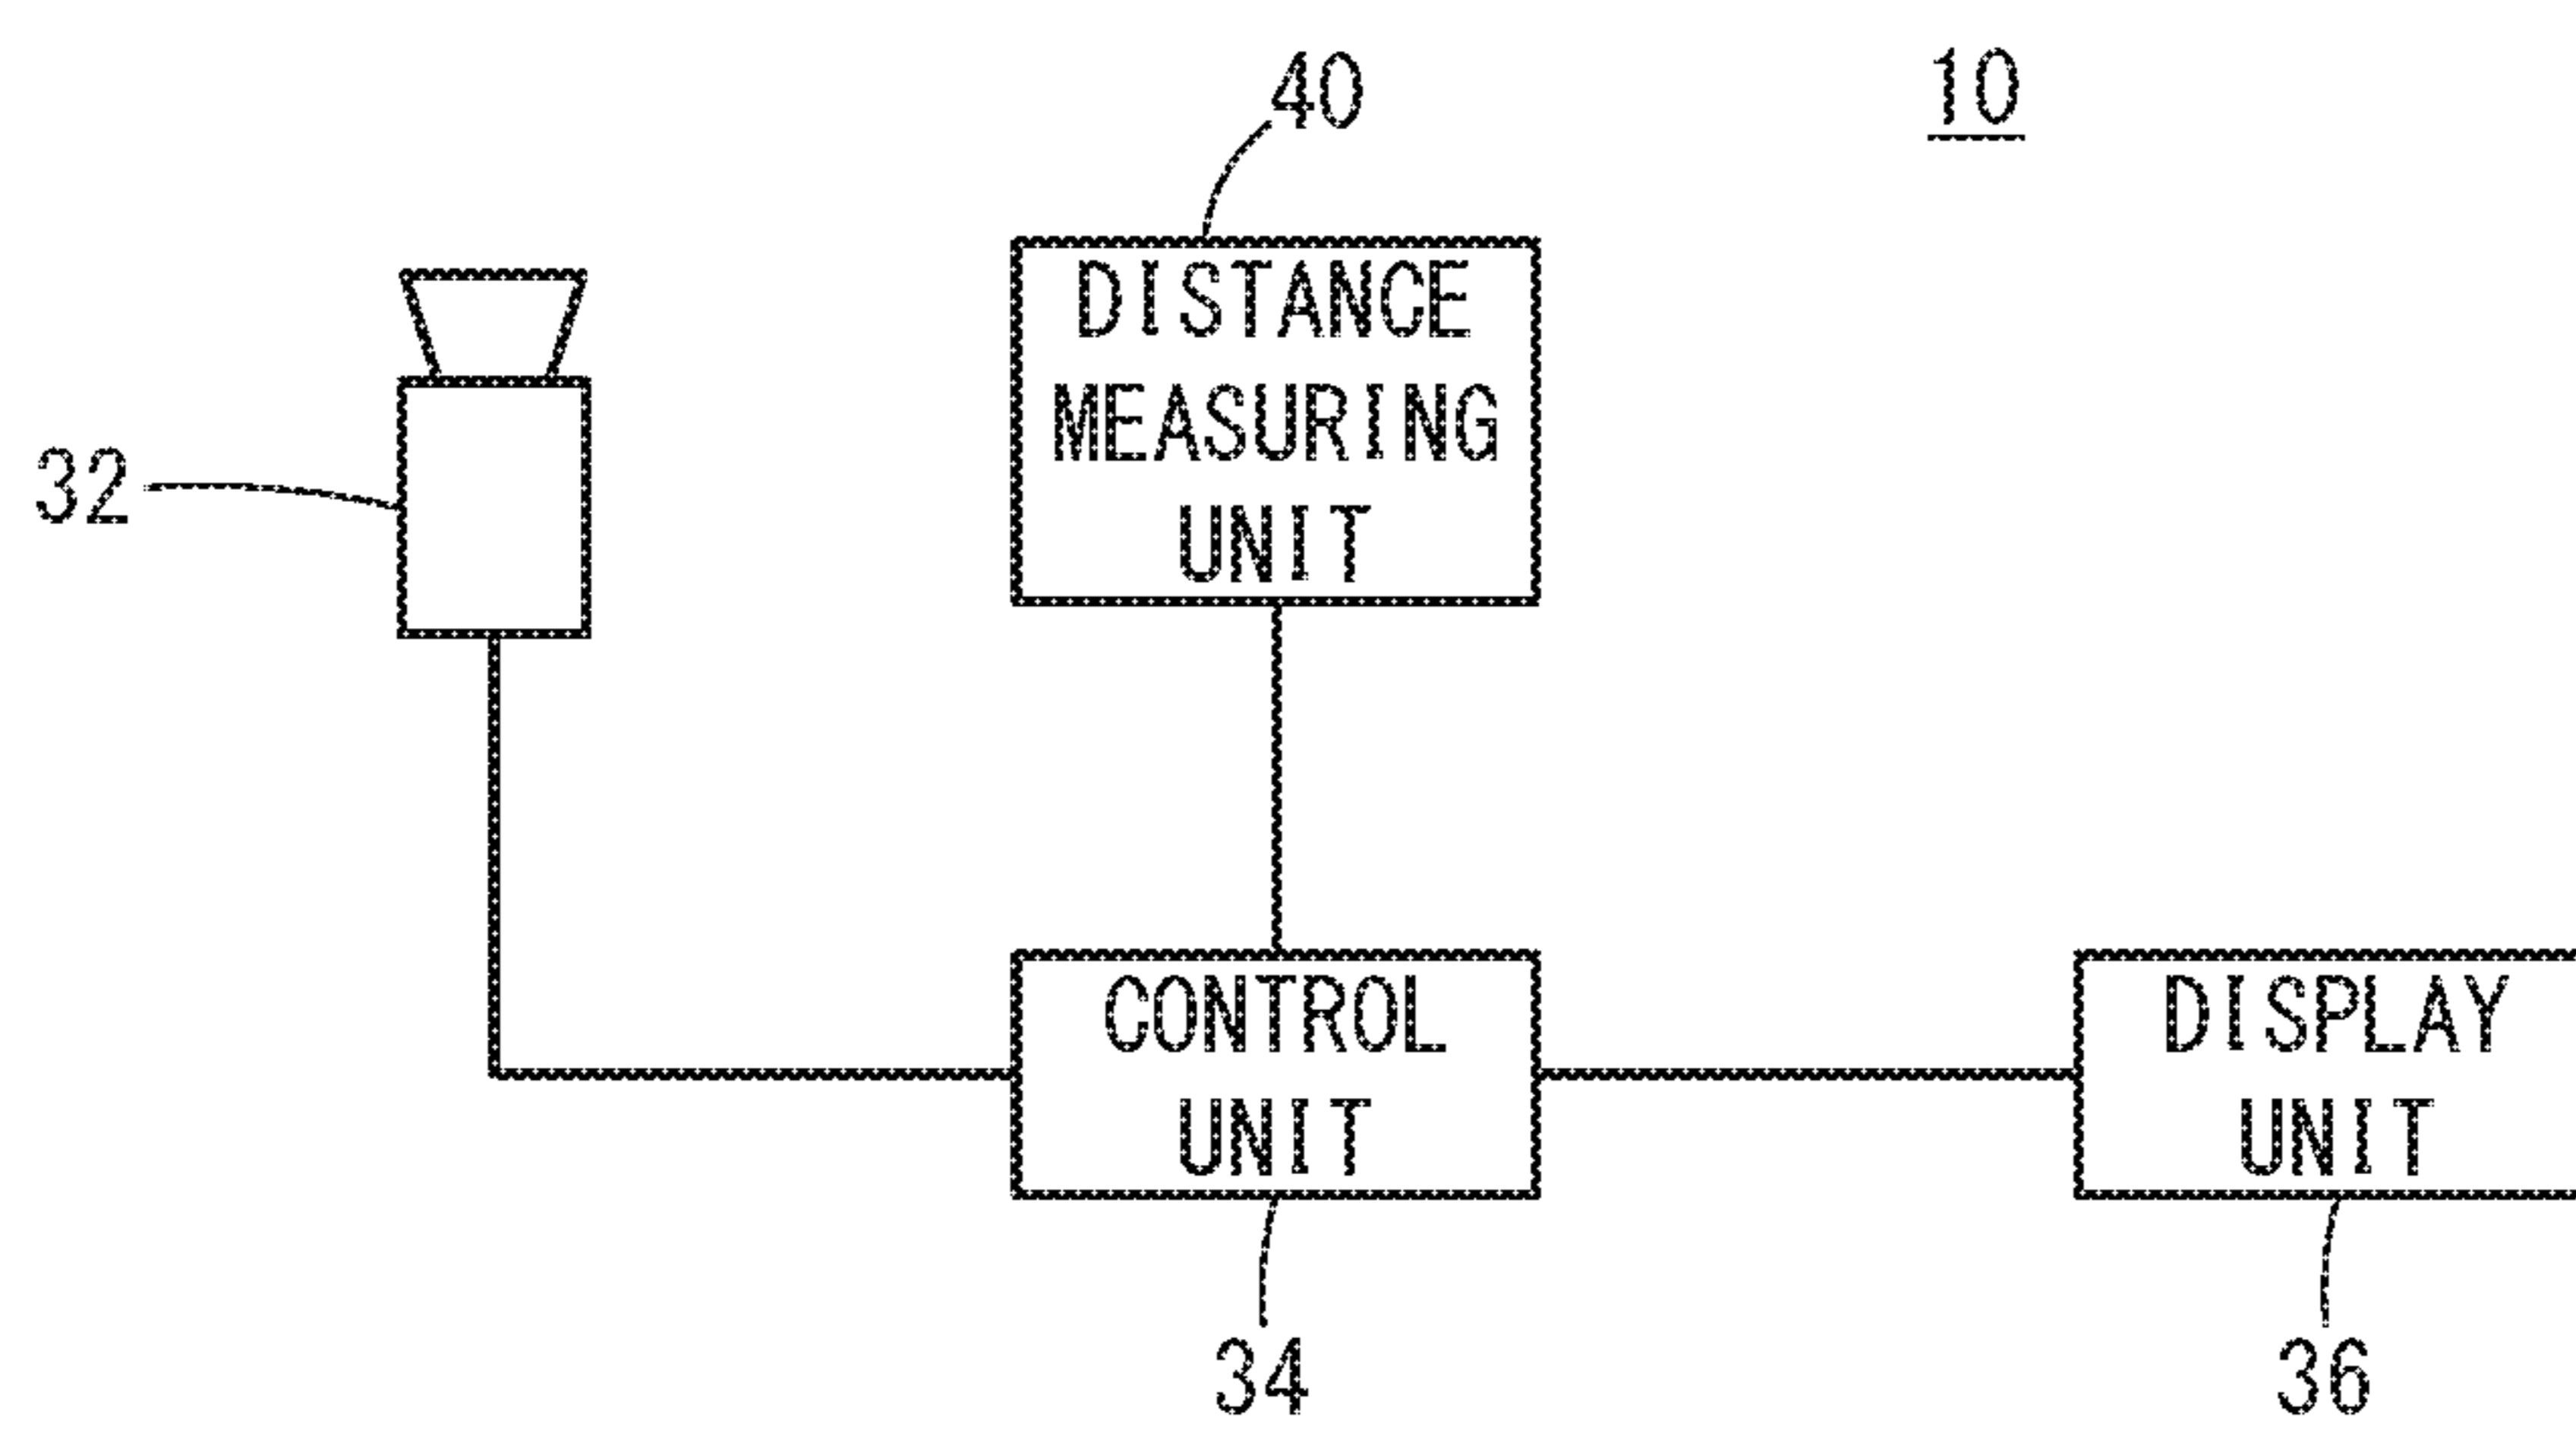 40
10
DISTANCE
MEASURING
UNIT
32
CONTROL
UNIT
DISPLAY
UNIT
34
36